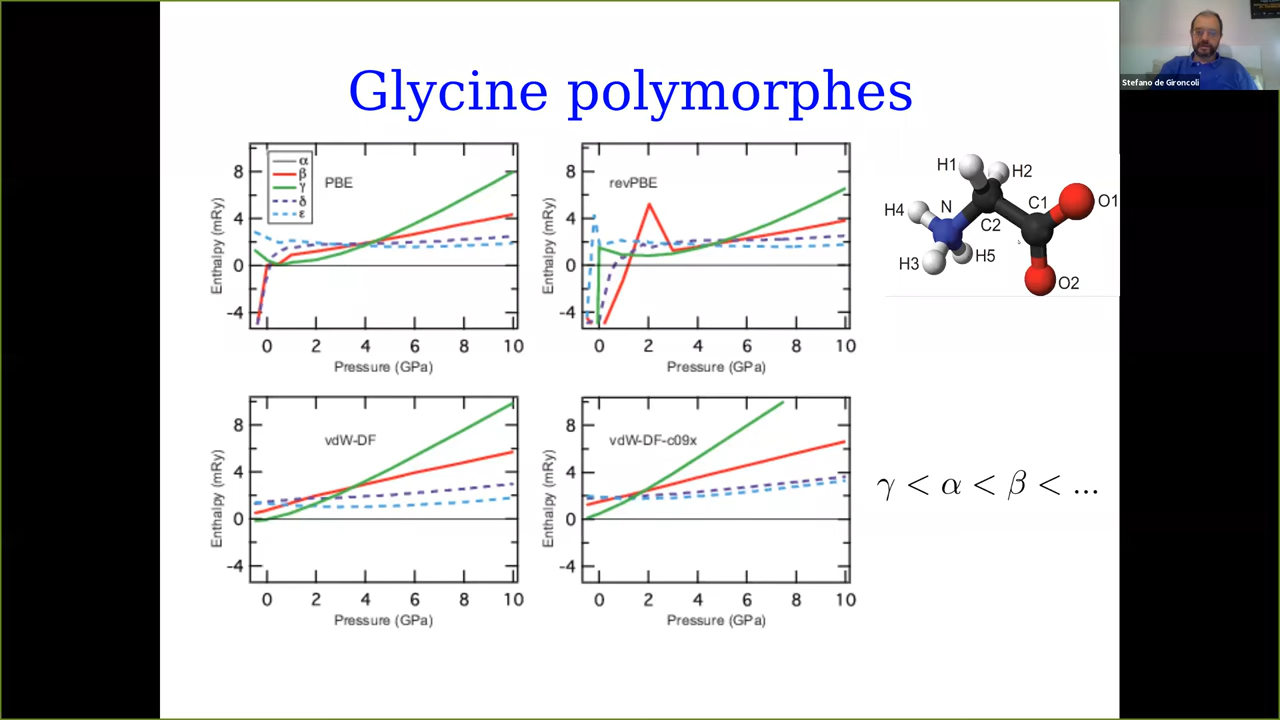 Stefano de Gironcoli
Glycine polymorphes
α
β
γ
δ
ε
PBE
8
4
0
-4
Enthalpy (mRy)
0 2 4 6 8 10
Pressure (GPa)
revPBE
8
4
0
-4
Enthalpy (mRy)
0 2 4 6 8 10
Pressure (GPa)
H1
H2
C1
O1
H4
N
C2
H3
H5
O2
vdW-DF
8
4
0
-4
Enthalpy (mRy)
0 2 4 6 8 10
Pressure (GPa)
vdW-DF-c09x
8
4
0
-4
Enthalpy (mRy)
0 2 4 6 8 10
Pressure (GPa)
γ < α < β < ...